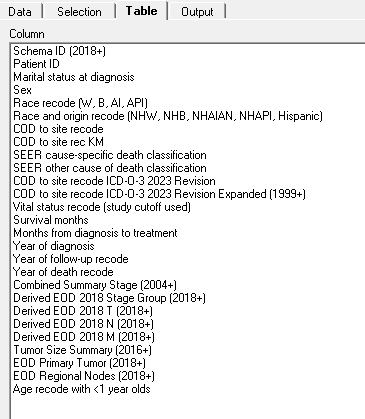 Data Selection Table Output
Column
Schema ID (2018+)
Patient ID
Marital status at diagnosis
Sex
Race recode (W, B, AI, API)
Race and origin recode (NHW, NHB, NHAIAN, NHAPI, Hispanic)
COD to site recode
COD to site rec KM
SEER cause-specific death classification
SEER other cause of death classification
COD to site recode ICD-O-3 2023 Revision
COD to site recode ICD-O-3 2023 Revision Expanded (1999+)
Vital status recode (study cutoff used)
Survival months
Months from diagnosis to treatment
Year of diagnosis
Year of follow-up recode
Year of death recode
Combined Summary Stage (2004+)
Derived EOD 2018 Stage Group (2018+)
Derived EOD 2018 T (2018+)
Derived EOD 2018 N (2018+)
Derived EOD 2018 M (2018+)
Tumor Size Summary (2016+)
EOD Primary Tumor (2018+)
EOD Regional Nodes (2018+)
Age recode with <1 year olds